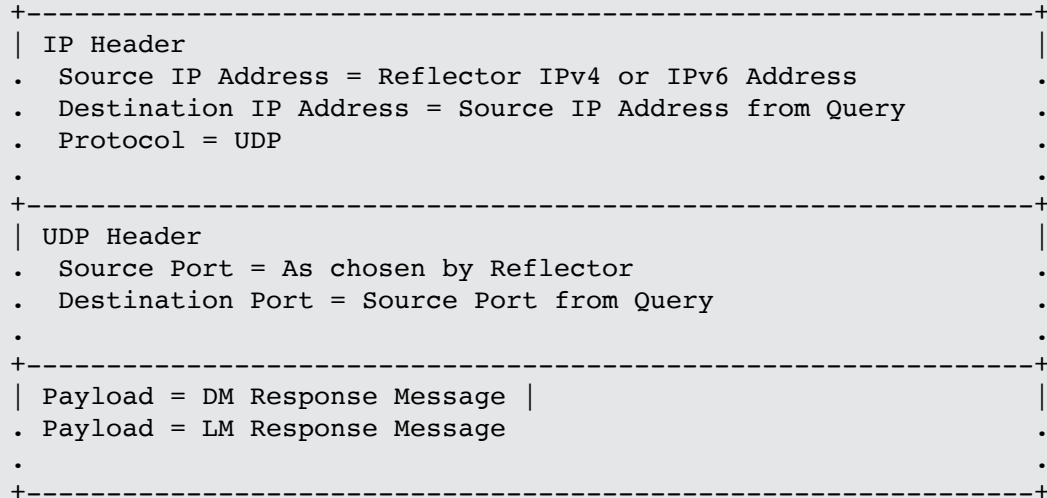 +---------------------------------------------------------------+
| IP Header                                                     |
.  Source IP Address = Reflector IPv4 or IPv6 Address           .
.  Destination IP Address = Source IP Address from Query        .
.  Protocol = UDP                                               .
.                                                               .
+---------------------------------------------------------------+
| UDP Header                                                    |
.  Source Port = As chosen by Reflector                         .
.  Destination Port = Source Port from Query                    .
.                                                               .
+---------------------------------------------------------------+
| Payload = DM Response Message |                               |
. Payload = LM Response Message                                 .
.                                                               .
+---------------------------------------------------------------+